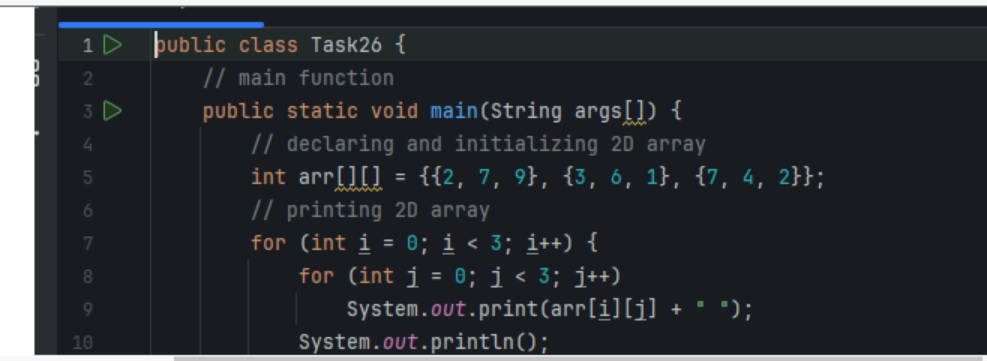 1 public class Task26 {
2 // main function
3 public static void main(String args[]) {
4 // declaring and initializing 2D array
5 int arr[][] = {{2, 7, 9}, {3, 6, 1}, {7, 4, 2}};
6 // printing 2D array
7 for (int i = 0; i < 3; i++) {
8 for (int j = 0; j < 3; j++)
9 System.out.print(arr[i][j] + " ");
10 System.out.println();